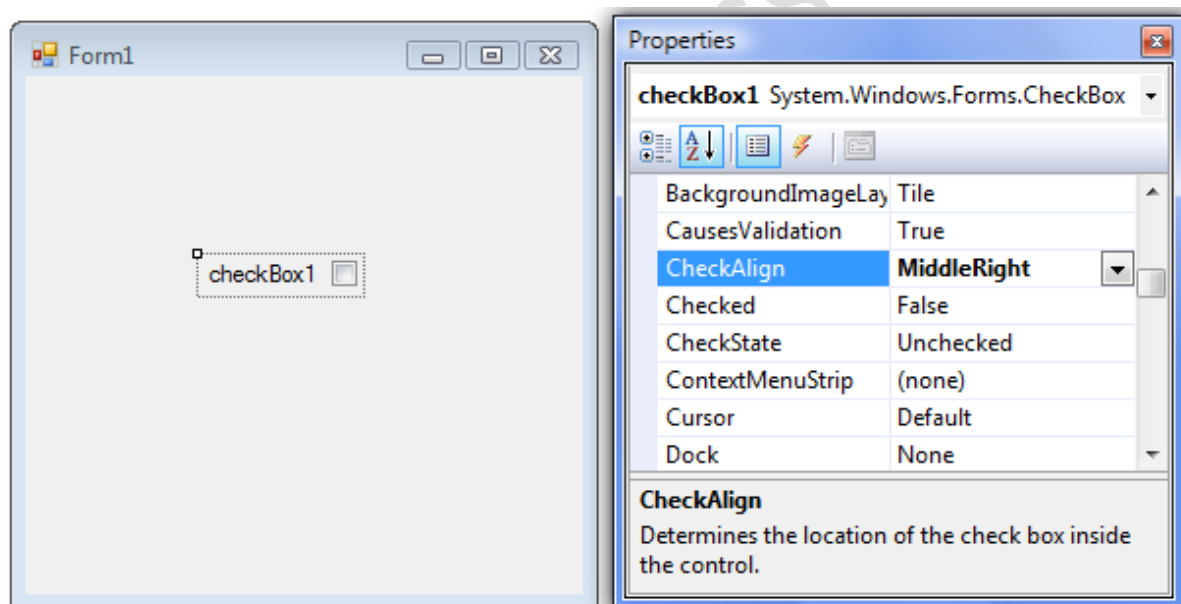 Form1
checkBox1
Properties
checkBox1 System.Windows.Forms.CheckBox
BackgroundImageLay Tile
CausesValidation True
CheckAlign MiddleRight
Checked False
CheckState Unchecked
ContextMenuStrip (none)
Cursor Default
Dock None
CheckAlign
Determines the location of the check box inside
the control.